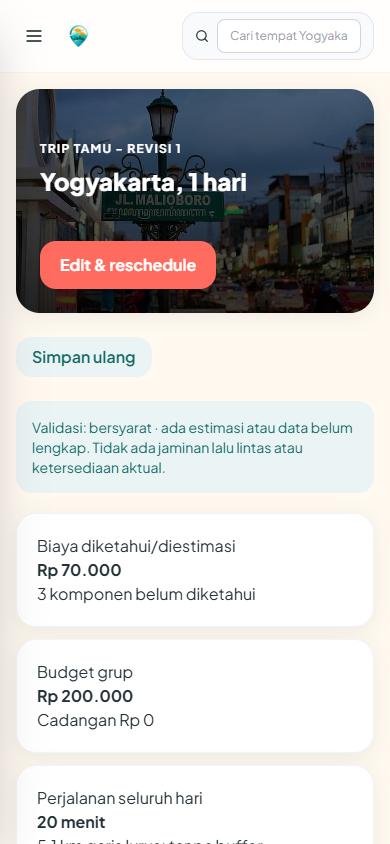 Cari tempat Yogyaka
TRIP TAMU - REVISI 1
Yogyakarta, 1 hari
JL. MALIOBORO
Edit & reschedule
Simpan ulang
Validasi: bersyarat · ada estimasi atau data belum
lengkap. Tidak ada jaminan lalu lintas atau
ketersediaan aktual.
Biaya diketahui/diestimasi
Rp 70.000
3 komponen belum diketahui
Budget grup
Rp 200.000
Cadangan Rp 0
Perjalanan seluruh hari
20 menit